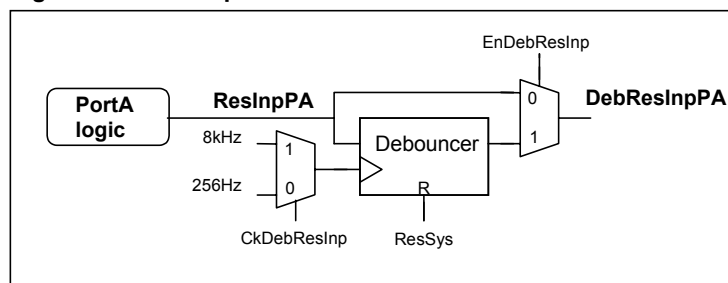 EnDebResInp
PortA
logic
ResInpPA
0
DebResInpPA
8kHz
1
Debouncer
1
256Hz
0
R
CkDebResInp
ResSys